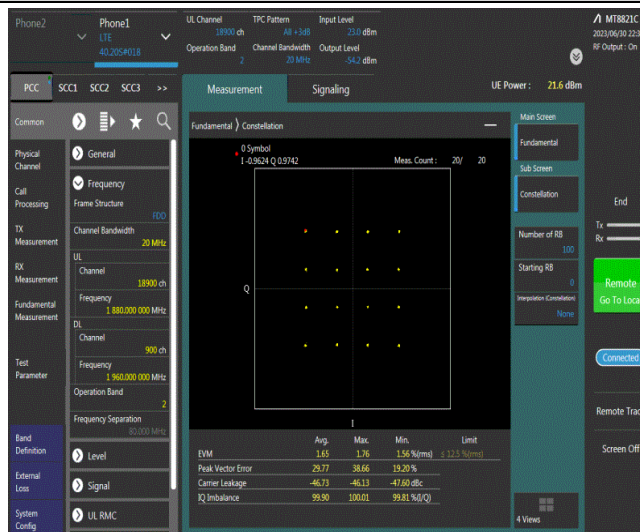 Phone2
Phone1
LTE
40.20S#018
UL Channel
18900 ch
TPC Pattern
All +3dB
Input Level
23.0 dBm
Operation Band
2
Channel Bandwidth
20 MHz
Output Level
-54.2 dBm
MT8821C
2023/06/30 22:3
RF Output : On
PCC
SCC1
SCC2
SCC3
>>
Measurement
Signaling
UE Power :
21.6 dBm
Common
Physical
Channel
Call
Processing
TX
Measurement
RX
Measurement
Fundamental
Measurement
Test
Parameter
Band
Definition
External
Loss
System
Config
General
Frequency
Frame Structure
FDD
Channel Bandwidth
20 MHz
UL
Channel
18900 ch
Frequency
1 880.000 000 MHz
DL
Channel
900 ch
Frequency
1 960.000 000 MHz
Operation Band
2
Frequency Separation
80.000 MHz
Level
Signal
UL RMC
Fundamental 〉 Constellation
0 Symbol
I -0.9624 Q 0.9742
Meas. Count : 20/ 20
Q
I
Avg. Max. Min. Limit
EVM 1.65 1.76 1.56 %(rms) ≤ 12.5 %(rms)
Peak Vector Error 29.77 38.66 19.20 %
Carrier Leakage -46.73 -46.13 -47.60 dBc
IQ Imbalance 99.90 100.01 99.81 %(I/Q)
Main Screen
Fundamental
Sub Screen
Constellation
Number of RB
100
Starting RB
0
Interpolation (Constellation)
None
4 Views
End
Tx
Rx
Remote
Go To Loca
Connected
Remote Trac
Screen Off